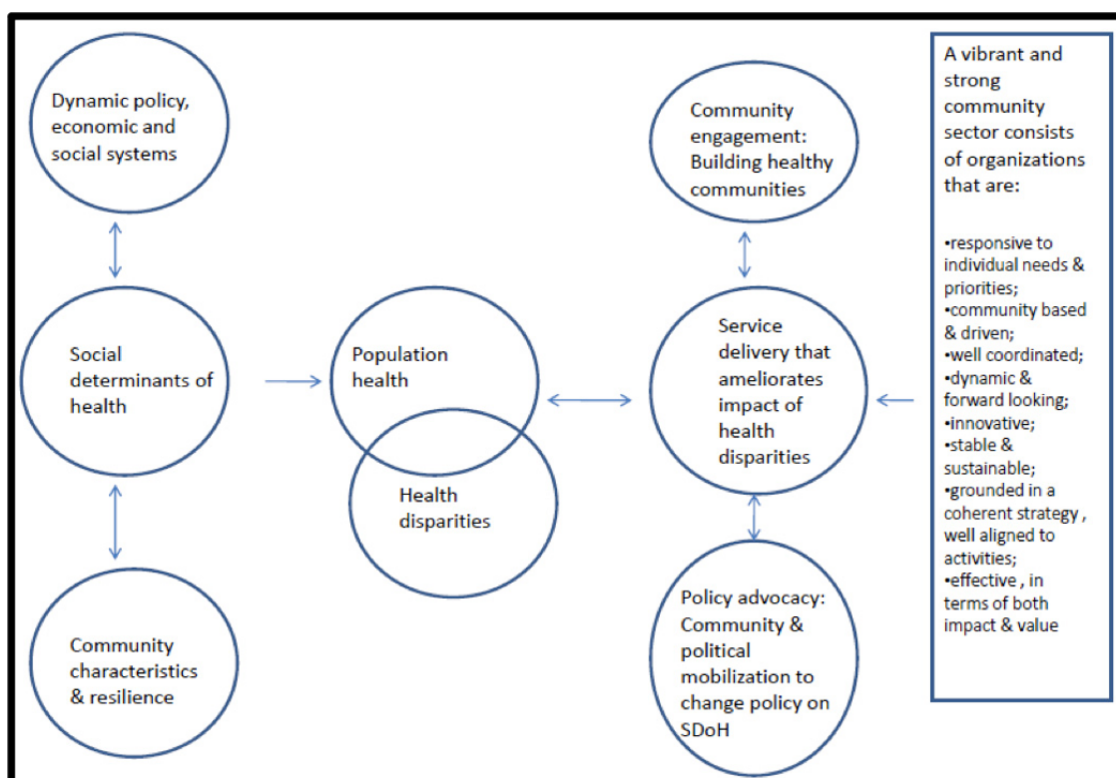 Dynamic policy,
economic and
social systems
Social
determinants of
health
Community
characteristics
& resilience
Population
health
Health
disparities
Community
engagement:
Building healthy
communities
Service
delivery that
ameliorates
impact of
health
disparities
Policy advocacy:
Community &
political
mobilization to
change policy on
SDoH
A vibrant and
strong
community
sector consists
of organizations
that are:
•responsive to
individual needs &
priorities;
•community based
& driven;
•well coordinated;
•dynamic &
forward looking;
•innovative;
•stable &
sustainable;
•grounded in a
coherent strategy ,
well aligned to
activities;
•effective , in
terms of both
impact & value